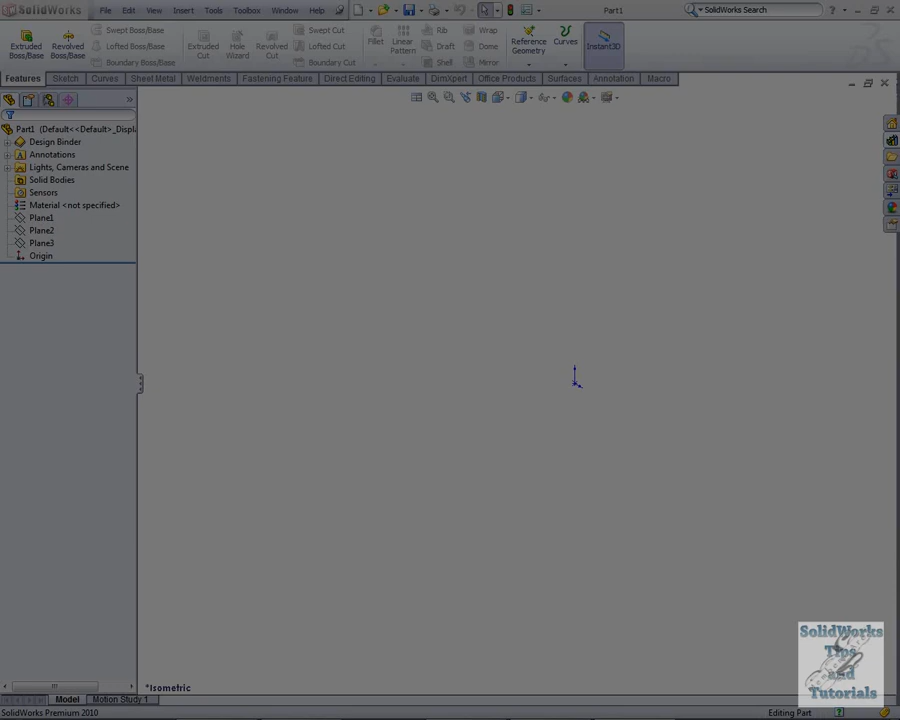 SolidWorks File Edit View Insert Tools Toolbox Window Help Part1 SolidWorks Search
Extruded Boss/Base
Revolved Boss/Base
Swept Boss/Base
Lofted Boss/Base
Boundary Boss/Base
Extruded Cut
Hole Wizard
Revolved Cut
Swept Cut
Lofted Cut
Boundary Cut
Fillet
Linear Pattern
Rib
Draft
Shell
Wrap
Dome
Mirror
Reference Geometry
Curves
Instant3D
Features Sketch Curves Sheet Metal Weldments Fastening Feature Direct Editing Evaluate DimXpert Office Products Surfaces Annotation Macro
Part1 (Default<<Default>_Displ
Design Binder
Annotations
Lights, Cameras and Scene
Solid Bodies
Sensors
Material <not specified>
Plane1
Plane2
Plane3
Origin
*Isometric
SolidWorks
Tips
and
Tutorials
Model Motion Study 1
SolidWorks Premium 2010 Editing Part